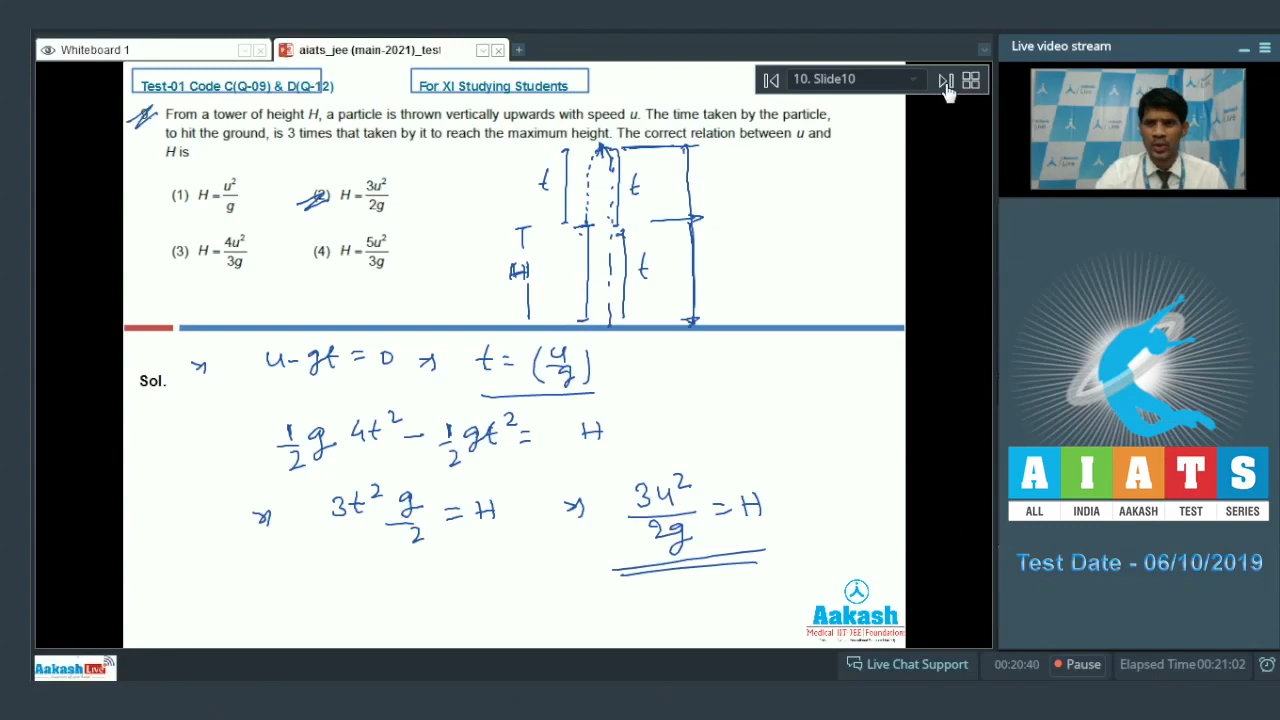 Whiteboard 1
aiats_jee (main-2021)_test
Live video stream
Test-01 Code C(Q-09) & D(Q-12)
For XI Studying Students
10. Slide10
From a tower of height H, a particle is thrown vertically upwards with speed u. The time taken by the particle,
to hit the ground, is 3 times that taken by it to reach the maximum height. The correct relation between u and
H is
(1) H = u²/g
(2) H = 3u²/2g
(3) H = 4u²/3g
(4) H = 5u²/3g
t
t
H
t
Sol.
u - gt = 0 ⇒ t = (u/g)
1/2 g 4t² - 1/2 gt² = H
⇒ 3t² g/2 = H ⇒ 3u²/2g = H
A I A T S
ALL INDIA AAKASH TEST SERIES
Test Date - 06/10/2019
Aakash
Medical|IIT-JEE|Foundations
Aakash Live
Live Chat Support
00:20:40
Pause
Elapsed Time 00:21:02